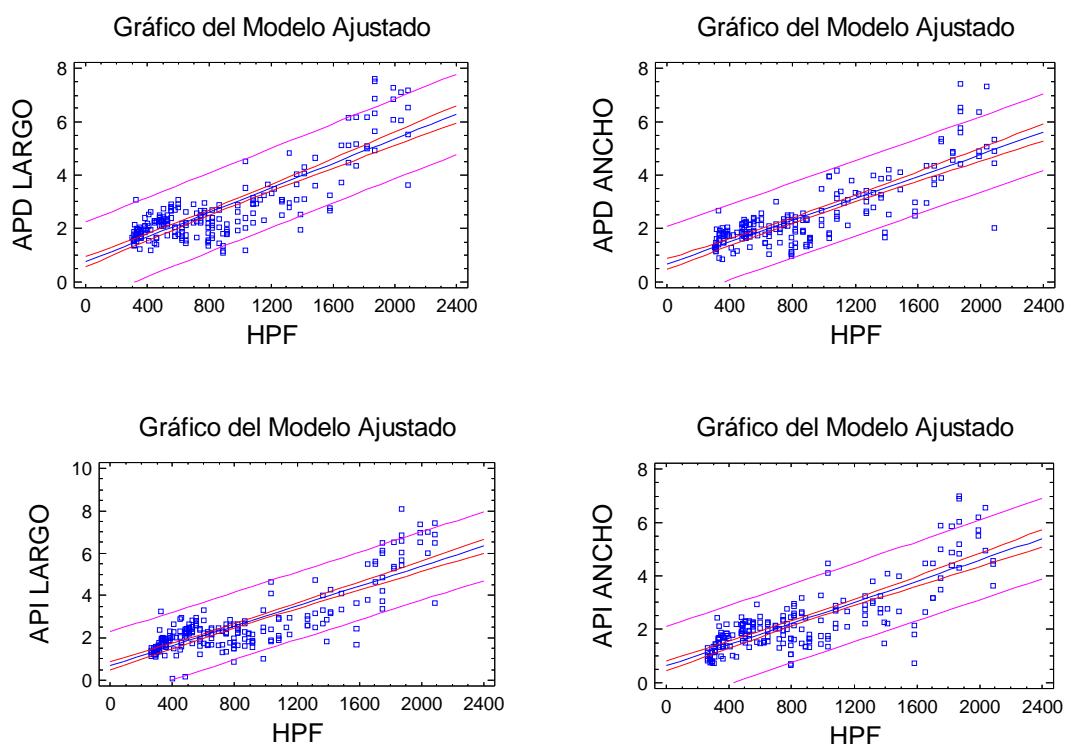 Gráfico del Modelo Ajustado
APD LARGO
8
6
4
2
0
0 400 800 1200 1600 2000 2400
HPF
Gráfico del Modelo Ajustado
APD ANCHO
8
6
4
2
0
0 400 800 1200 1600 2000 2400
HPF
Gráfico del Modelo Ajustado
API LARGO
10
8
6
4
2
0
0 400 800 1200 1600 2000 2400
HPF
Gráfico del Modelo Ajustado
API ANCHO
8
6
4
2
0
0 400 800 1200 1600 2000 2400
HPF